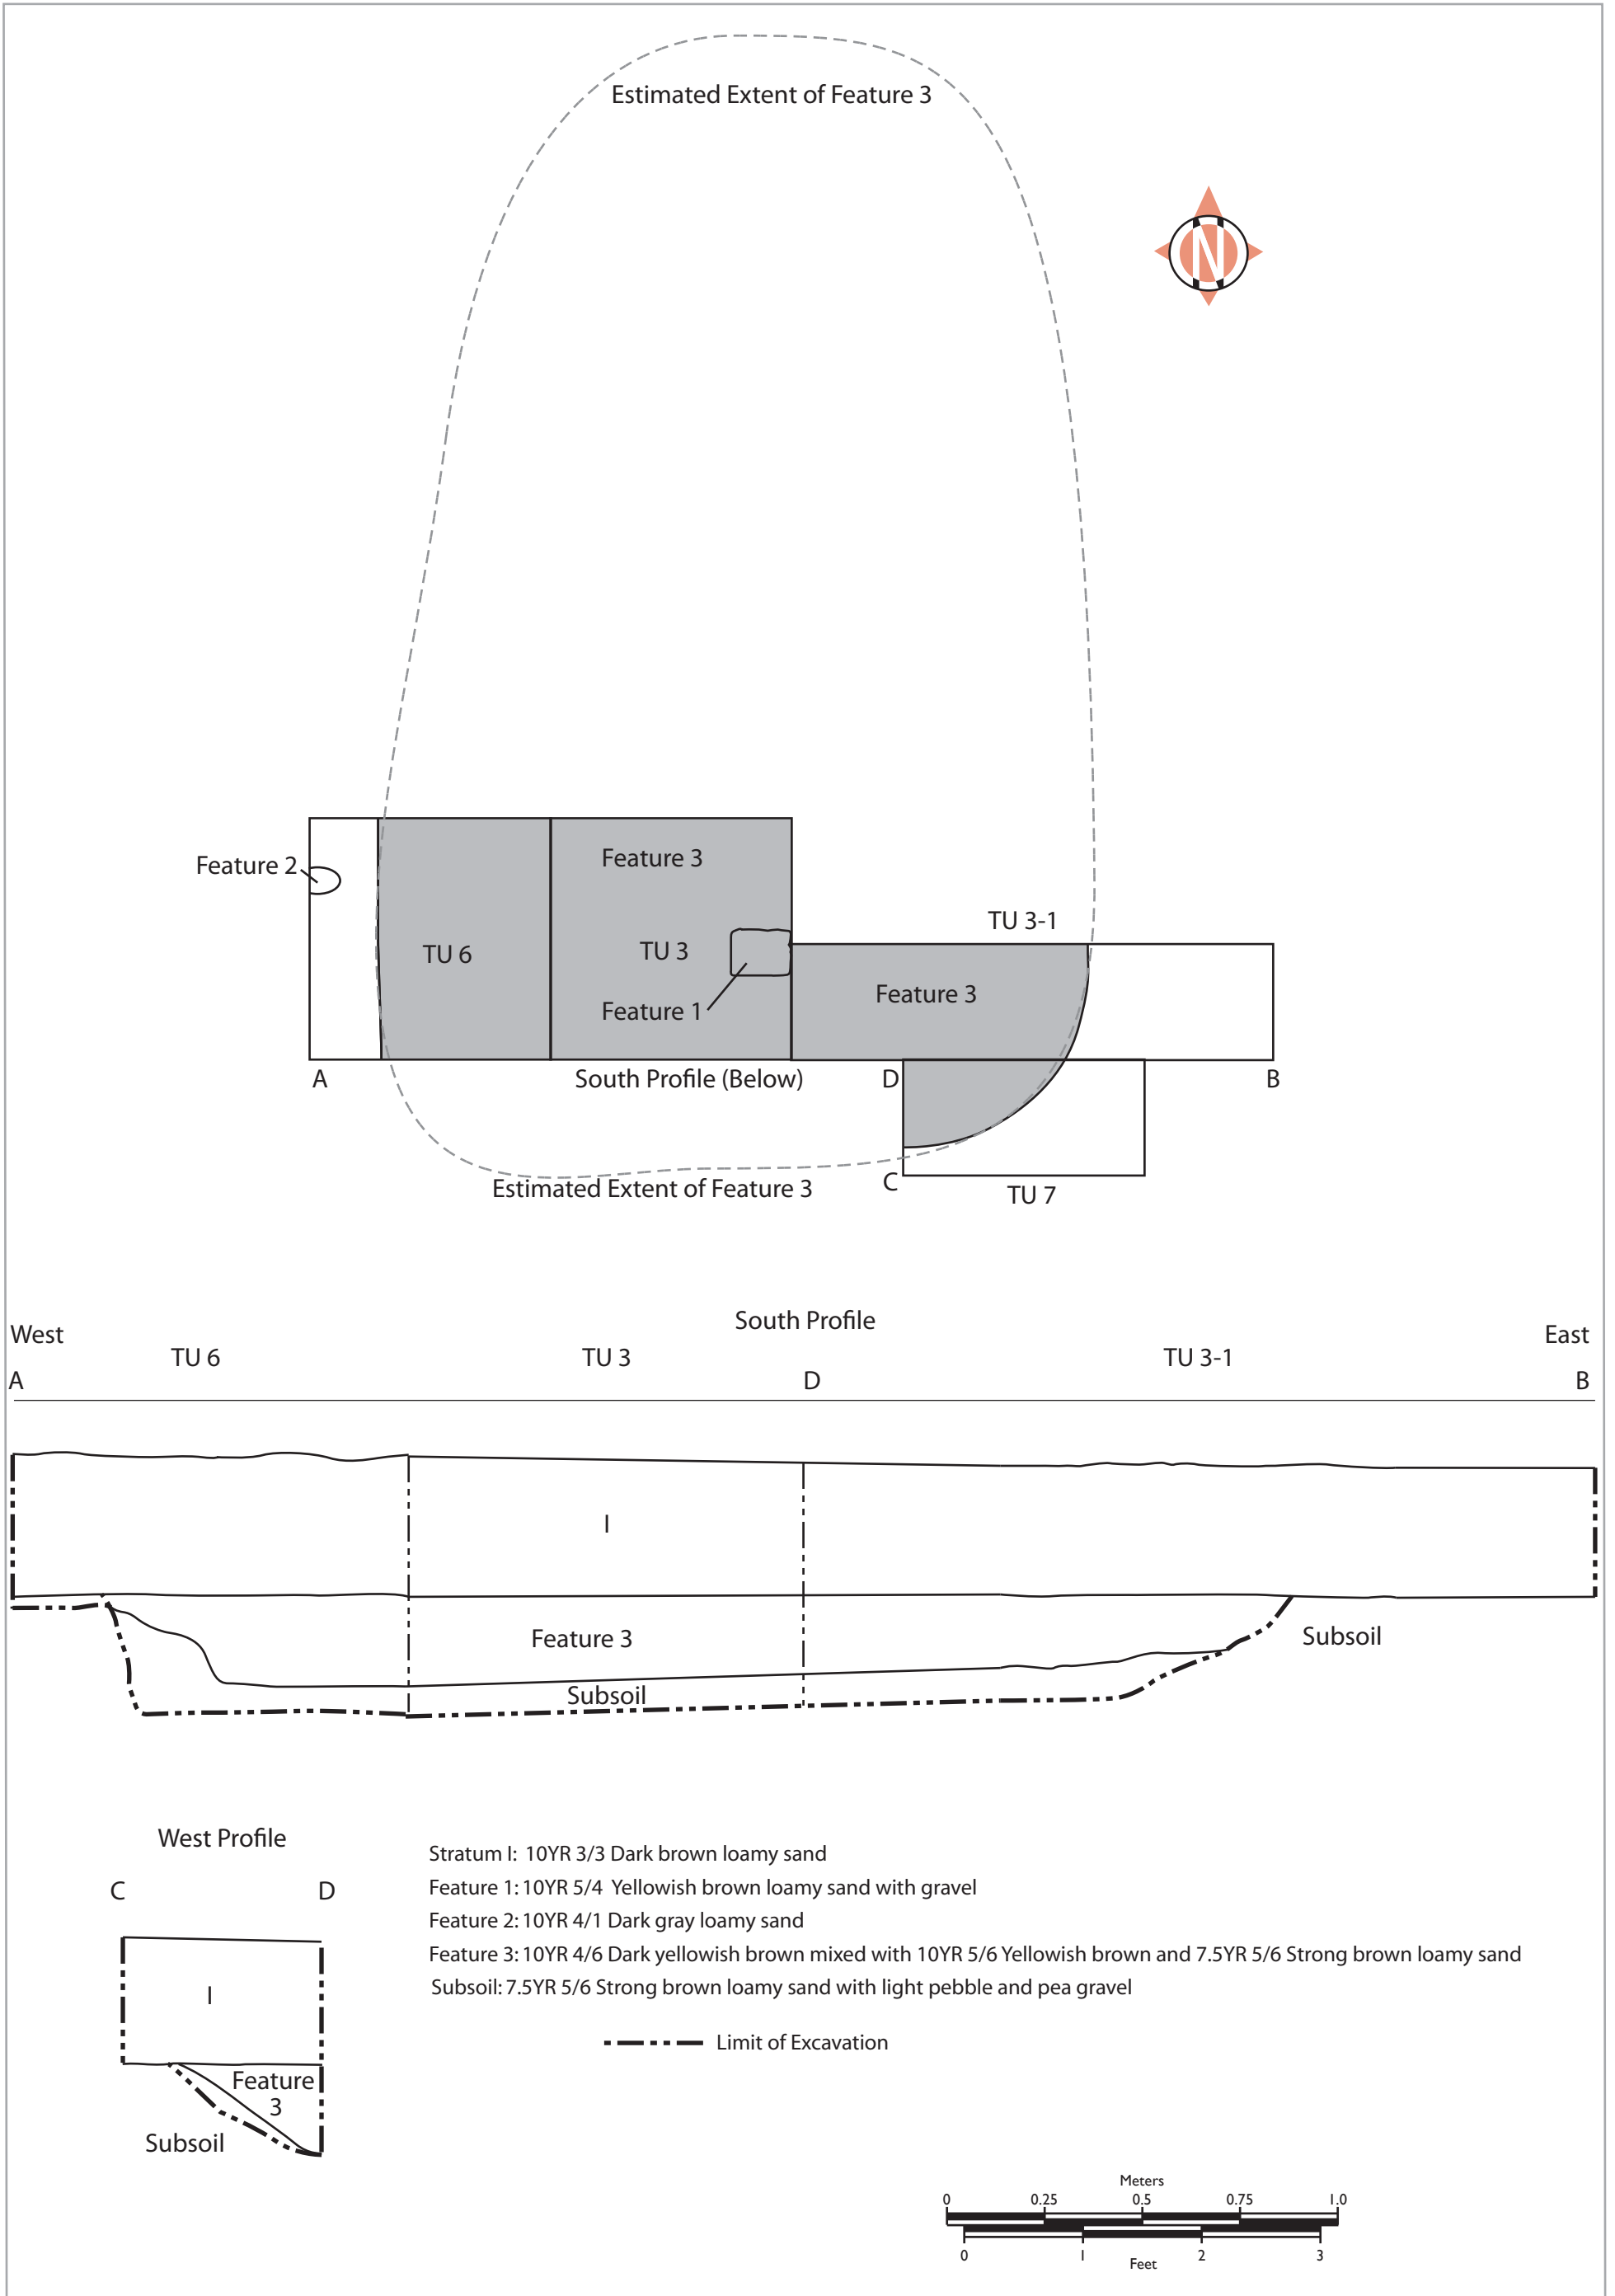 Estimated Extent of Feature 3
N
Feature 2
Feature 3
TU 6
TU 3
Feature 1
TU 3-1
Feature 3
A
South Profile (Below)
D
B
C
TU 7
Estimated Extent of Feature 3
South Profile
West
East
TU 6
TU 3
TU 3-1
A
D
B
I
Feature 3
Subsoil
Subsoil
West Profile
C
D
I
Feature
3
Subsoil
Stratum I: 10YR 3/3 Dark brown loamy sand
Feature 1: 10YR 5/4 Yellowish brown loamy sand with gravel
Feature 2: 10YR 4/1 Dark gray loamy sand
Feature 3: 10YR 4/6 Dark yellowish brown mixed with 10YR 5/6 Yellowish brown and 7.5YR 5/6 Strong brown loamy sand
Subsoil: 7.5YR 5/6 Strong brown loamy sand with light pebble and pea gravel
Limit of Excavation
Meters
0 0.25 0.5 0.75 1.0
0 1 2 3
Feet